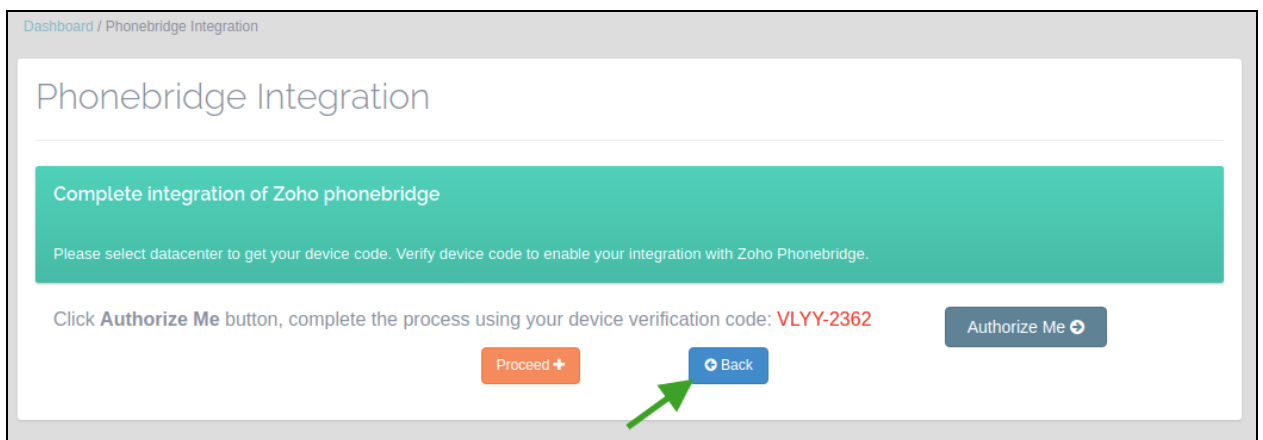 Dashboard / Phonebridge Integration
Phonebridge Integration
Complete integration of Zoho phonebridge
Please select datacenter to get your device code. Verify device code to enable your integration with Zoho Phonebridge.
Click Authorize Me button, complete the process using your device verification code: VLYY-2362
Authorize Me
Proceed
Back